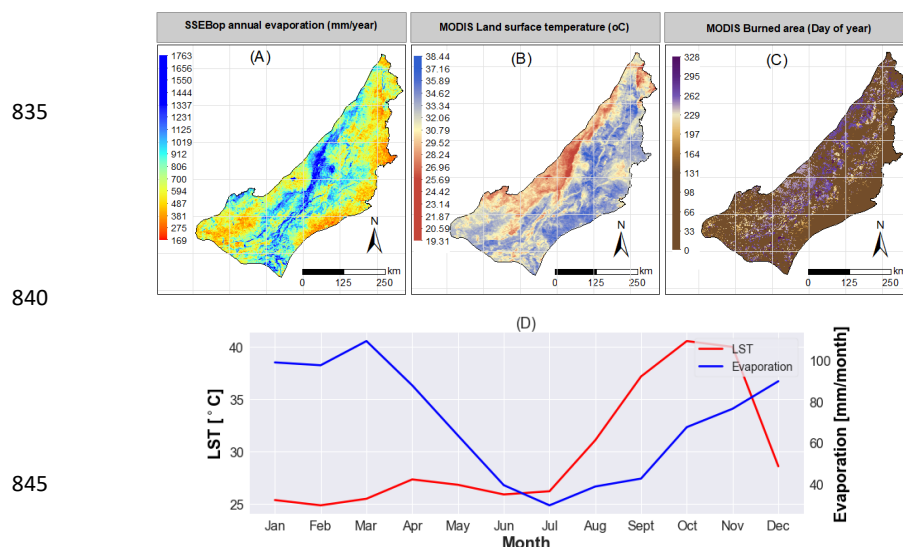 SSEBop annual evaporation (mm/year)
MODIS Land surface temperature (oC)
MODIS Burned area (Day of year)
835
840
845
(A)
1763
1656
1550
1444
1337
1231
1125
1019
912
806
700
594
487
381
275
169
N
km
0 125 250
(B)
38.44
37.16
35.89
34.61
33.34
32.07
30.79
29.52
28.24
26.96
25.69
24.42
23.14
21.87
20.59
19.31
N
km
0 125 250
(C)
328
295
262
229
197
164
131
98
66
33
0
N
km
0 125 250
(D)
LST [°C]
40
35
30
25
LST
Evaporation
100
80
60
40
Evaporation [mm/month]
Jan Feb Mar Apr May Jun Jul Aug Sept Oct Nov Dec
Month